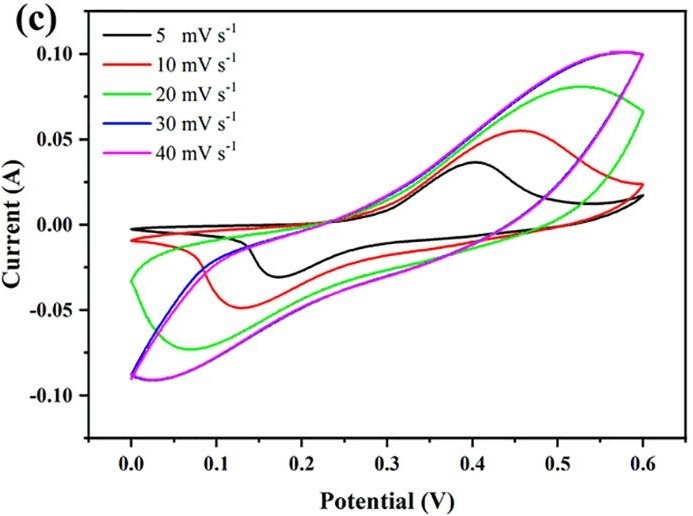 (c)
5 mV s-1
10 mV s-1
20 mV s-1
30 mV s-1
40 mV s-1
Current (A)
0.10
0.05
0.00
-0.05
-0.10
0.0 0.1 0.2 0.3 0.4 0.5 0.6
Potential (V)